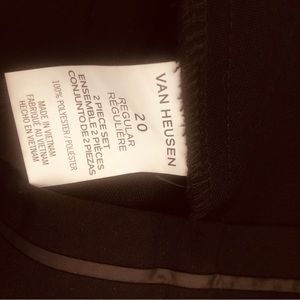 VAN HEUSEN
20
REGULAR
RÉGULIÈRE
2 PIECE SET
ENSEMBLE 2 PIÈCES
CONJUNTO DE 2 PIEZAS
100% POLYESTER / POLIÉSTER
MADE IN VIETNAM
FABRIQUÉ AU VIETNAM
HECHO EN VIETNAM